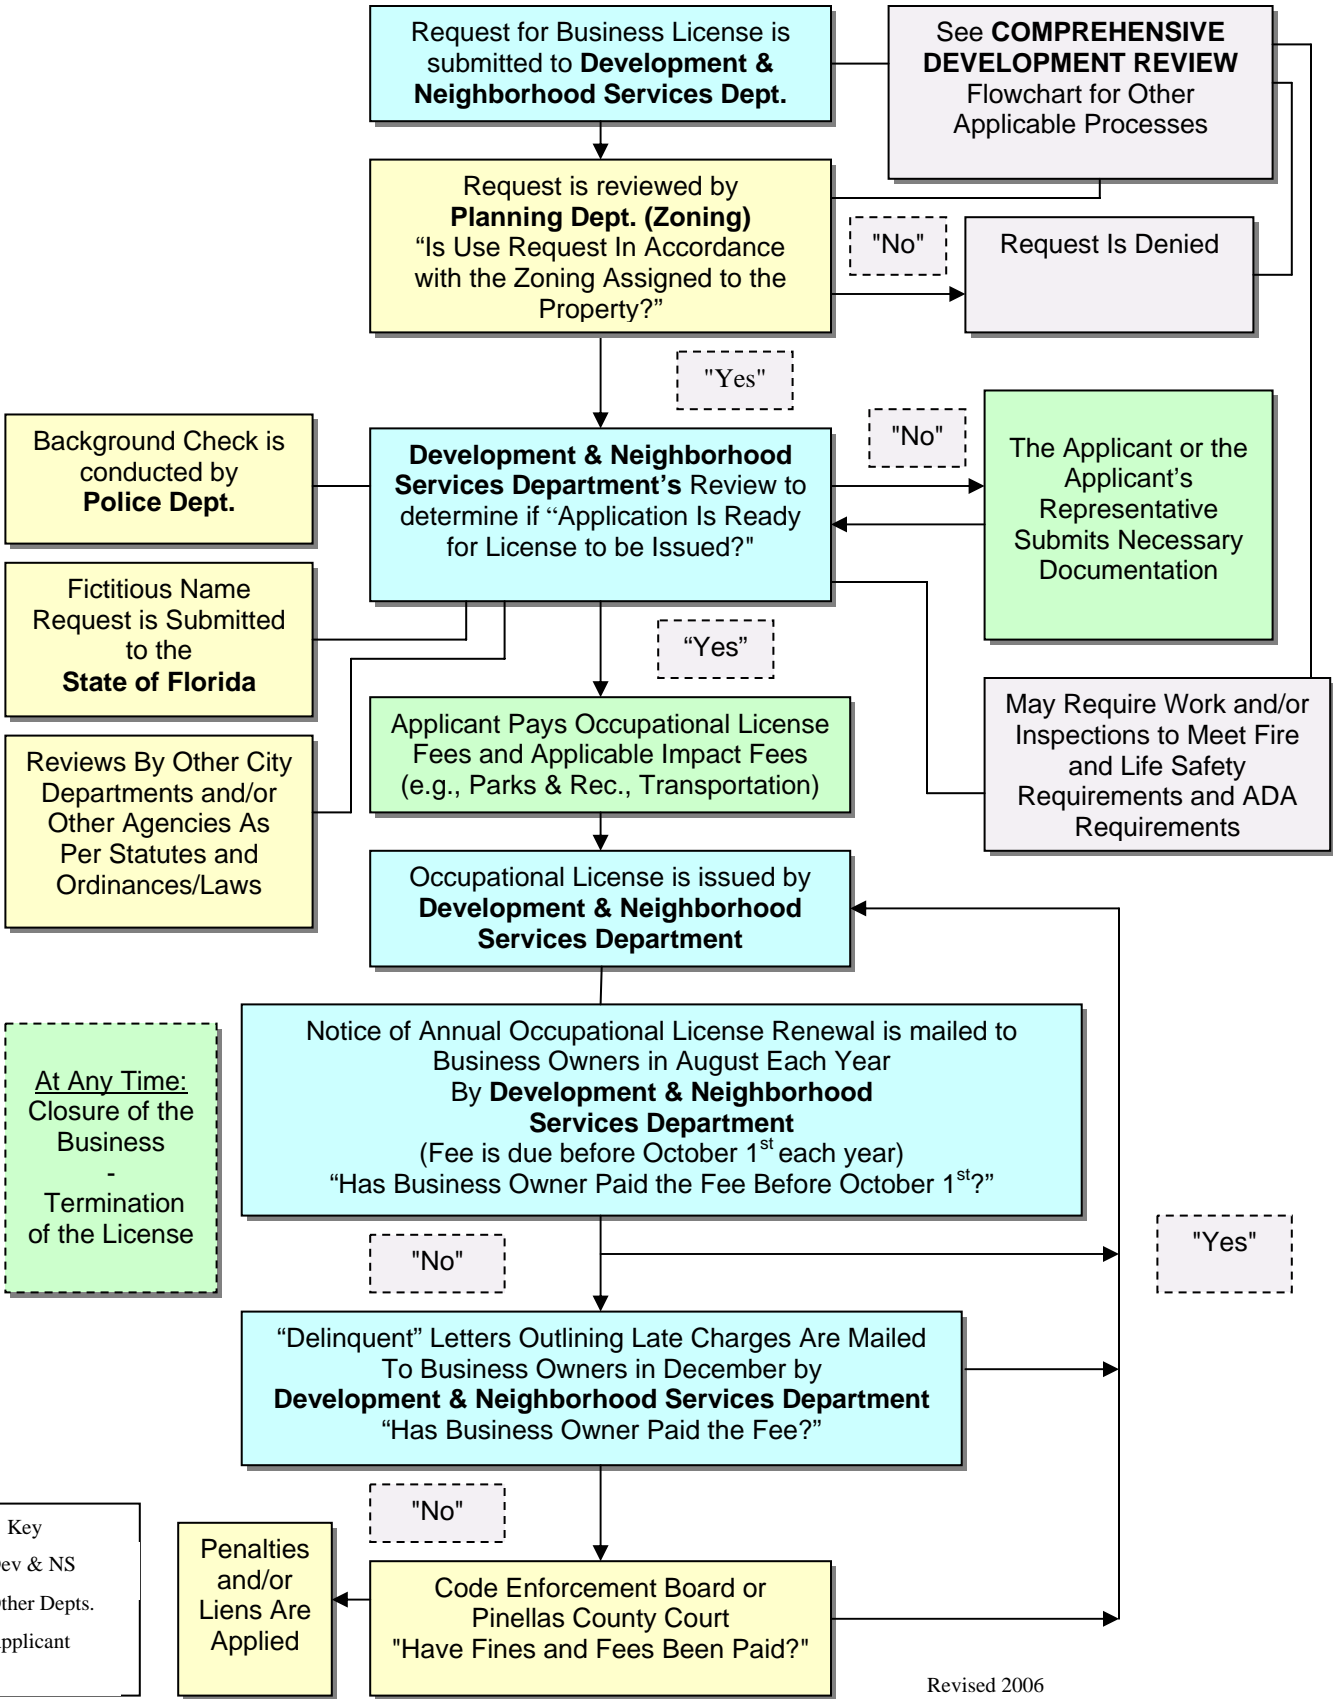 Request for Business License is
submitted to Development &
Neighborhood Services Dept.
See COMPREHENSIVE
DEVELOPMENT REVIEW
Flowchart for Other
Applicable Processes
Request is reviewed by
Planning Dept. (Zoning)
“Is Use Request In Accordance
with the Zoning Assigned to the
Property?”
"No"
Request Is Denied
"Yes"
Background Check is
conducted by
Police Dept.
Development & Neighborhood
Services Department’s Review to
determine if “Application Is Ready
for License to be Issued?"
"No"
The Applicant or the
Applicant’s
Representative
Submits Necessary
Documentation
Fictitious Name
Request is Submitted
to the
State of Florida
“Yes”
Reviews By Other City
Departments and/or
Other Agencies As
Per Statutes and
Ordinances/Laws
Applicant Pays Occupational License
Fees and Applicable Impact Fees
(e.g., Parks & Rec., Transportation)
May Require Work and/or
Inspections to Meet Fire
and Life Safety
Requirements and ADA
Requirements
Occupational License is issued by
Development & Neighborhood
Services Department
At Any Time:
Closure of the
Business
-
Termination
of the License
Notice of Annual Occupational License Renewal is mailed to
Business Owners in August Each Year
By Development & Neighborhood
Services Department
(Fee is due before October 1st each year)
“Has Business Owner Paid the Fee Before October 1st?”
"Yes"
"No"
“Delinquent” Letters Outlining Late Charges Are Mailed
To Business Owners in December by
Development & Neighborhood Services Department
“Has Business Owner Paid the Fee?”
"No"
Key
ev & NS
ther Depts.
pplicant
Penalties
and/or
Liens Are
Applied
Code Enforcement Board or
Pinellas County Court
"Have Fines and Fees Been Paid?"
Revised 2006